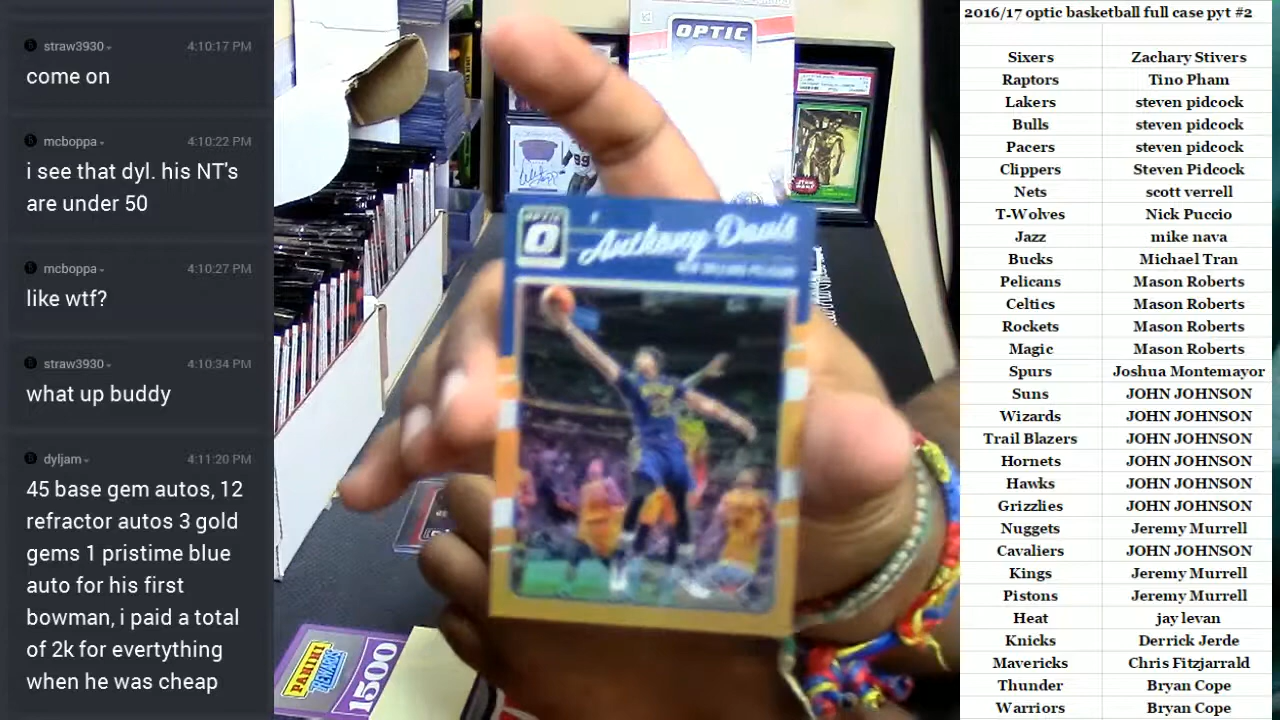 straw3930
4:10:17 PM
come on
mcboppa
4:10:22 PM
i see that dyl. his NT's
are under 50
mcboppa
4:10:27 PM
like wtf?
straw3930
4:10:34 PM
what up buddy
dyljam
4:11:20 PM
45 base gem autos, 12
refractor autos 3 gold
gems 1 pristime blue
auto for his first
bowman, i paid a total
of 2k for evertything
when he was cheap
OPTIC
99
OPTIC
Anthony Davis
NEW ORLEANS PELICANS
PANINI
REWARDS
1500
2016/17 optic basketball full case pyt #2
Sixers Zachary Stivers
Raptors Tino Pham
Lakers steven pidcock
Bulls steven pidcock
Pacers steven pidcock
Clippers Steven Pidcock
Nets scott verrell
T-Wolves Nick Puccio
Jazz mike nava
Bucks Michael Tran
Pelicans Mason Roberts
Celtics Mason Roberts
Rockets Mason Roberts
Magic Mason Roberts
Spurs Joshua Montemayor
Suns JOHN JOHNSON
Wizards JOHN JOHNSON
Trail Blazers JOHN JOHNSON
Hornets JOHN JOHNSON
Hawks JOHN JOHNSON
Grizzlies JOHN JOHNSON
Nuggets Jeremy Murrell
Cavaliers JOHN JOHNSON
Kings Jeremy Murrell
Pistons Jeremy Murrell
Heat jay levan
Knicks Derrick Jerde
Mavericks Chris Fitzjarrald
Thunder Bryan Cope
Warriors Bryan Cope